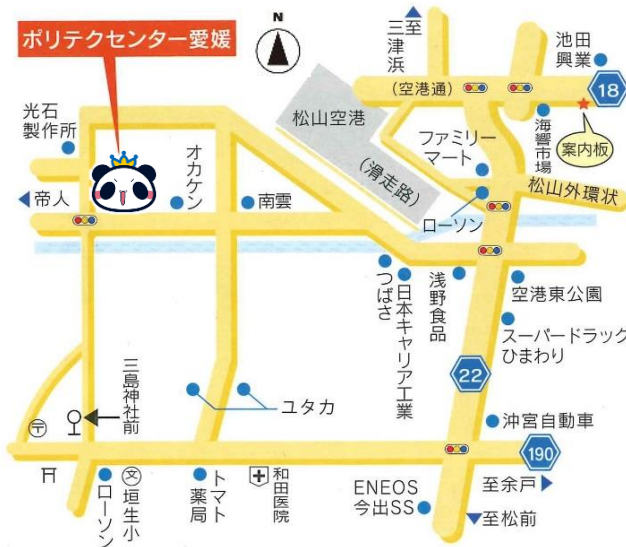 N
ポリテクセンター愛媛
至
三津浜
池田
興業
(空港通)
18
光石
製作所
松山空港
(滑走路)
ファミリー
マート
海響市場
案内板
オカケン
帝人
南雲
ローソン
松山外環状
つばさ
日本キャリア工業
浅野食品
空港東公園
スーパードラッグ
ひまわり
22
三島神社前
ユタカ
沖宮自動車
〒
190
ローソン
文
垣生小
トマト
薬局
和田医院
ENEOS
今出SS
至余戸
至松前